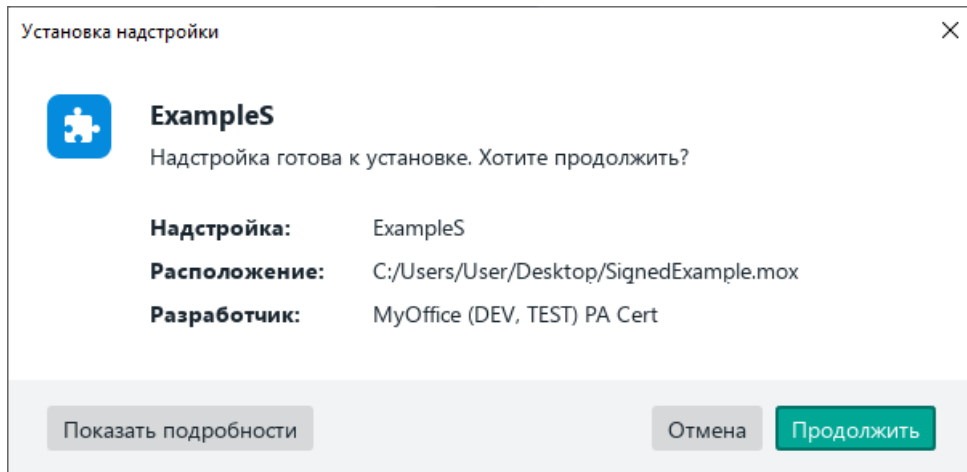 Установка надстройки
ExampleS
Надстройка готова к установке. Хотите продолжить?
Надстройка: ExampleS
Расположение: C:/Users/User/Desktop/SignedExample.mox
Разработчик: MyOffice (DEV, TEST) PA Cert
Показать подробности Отмена Продолжить